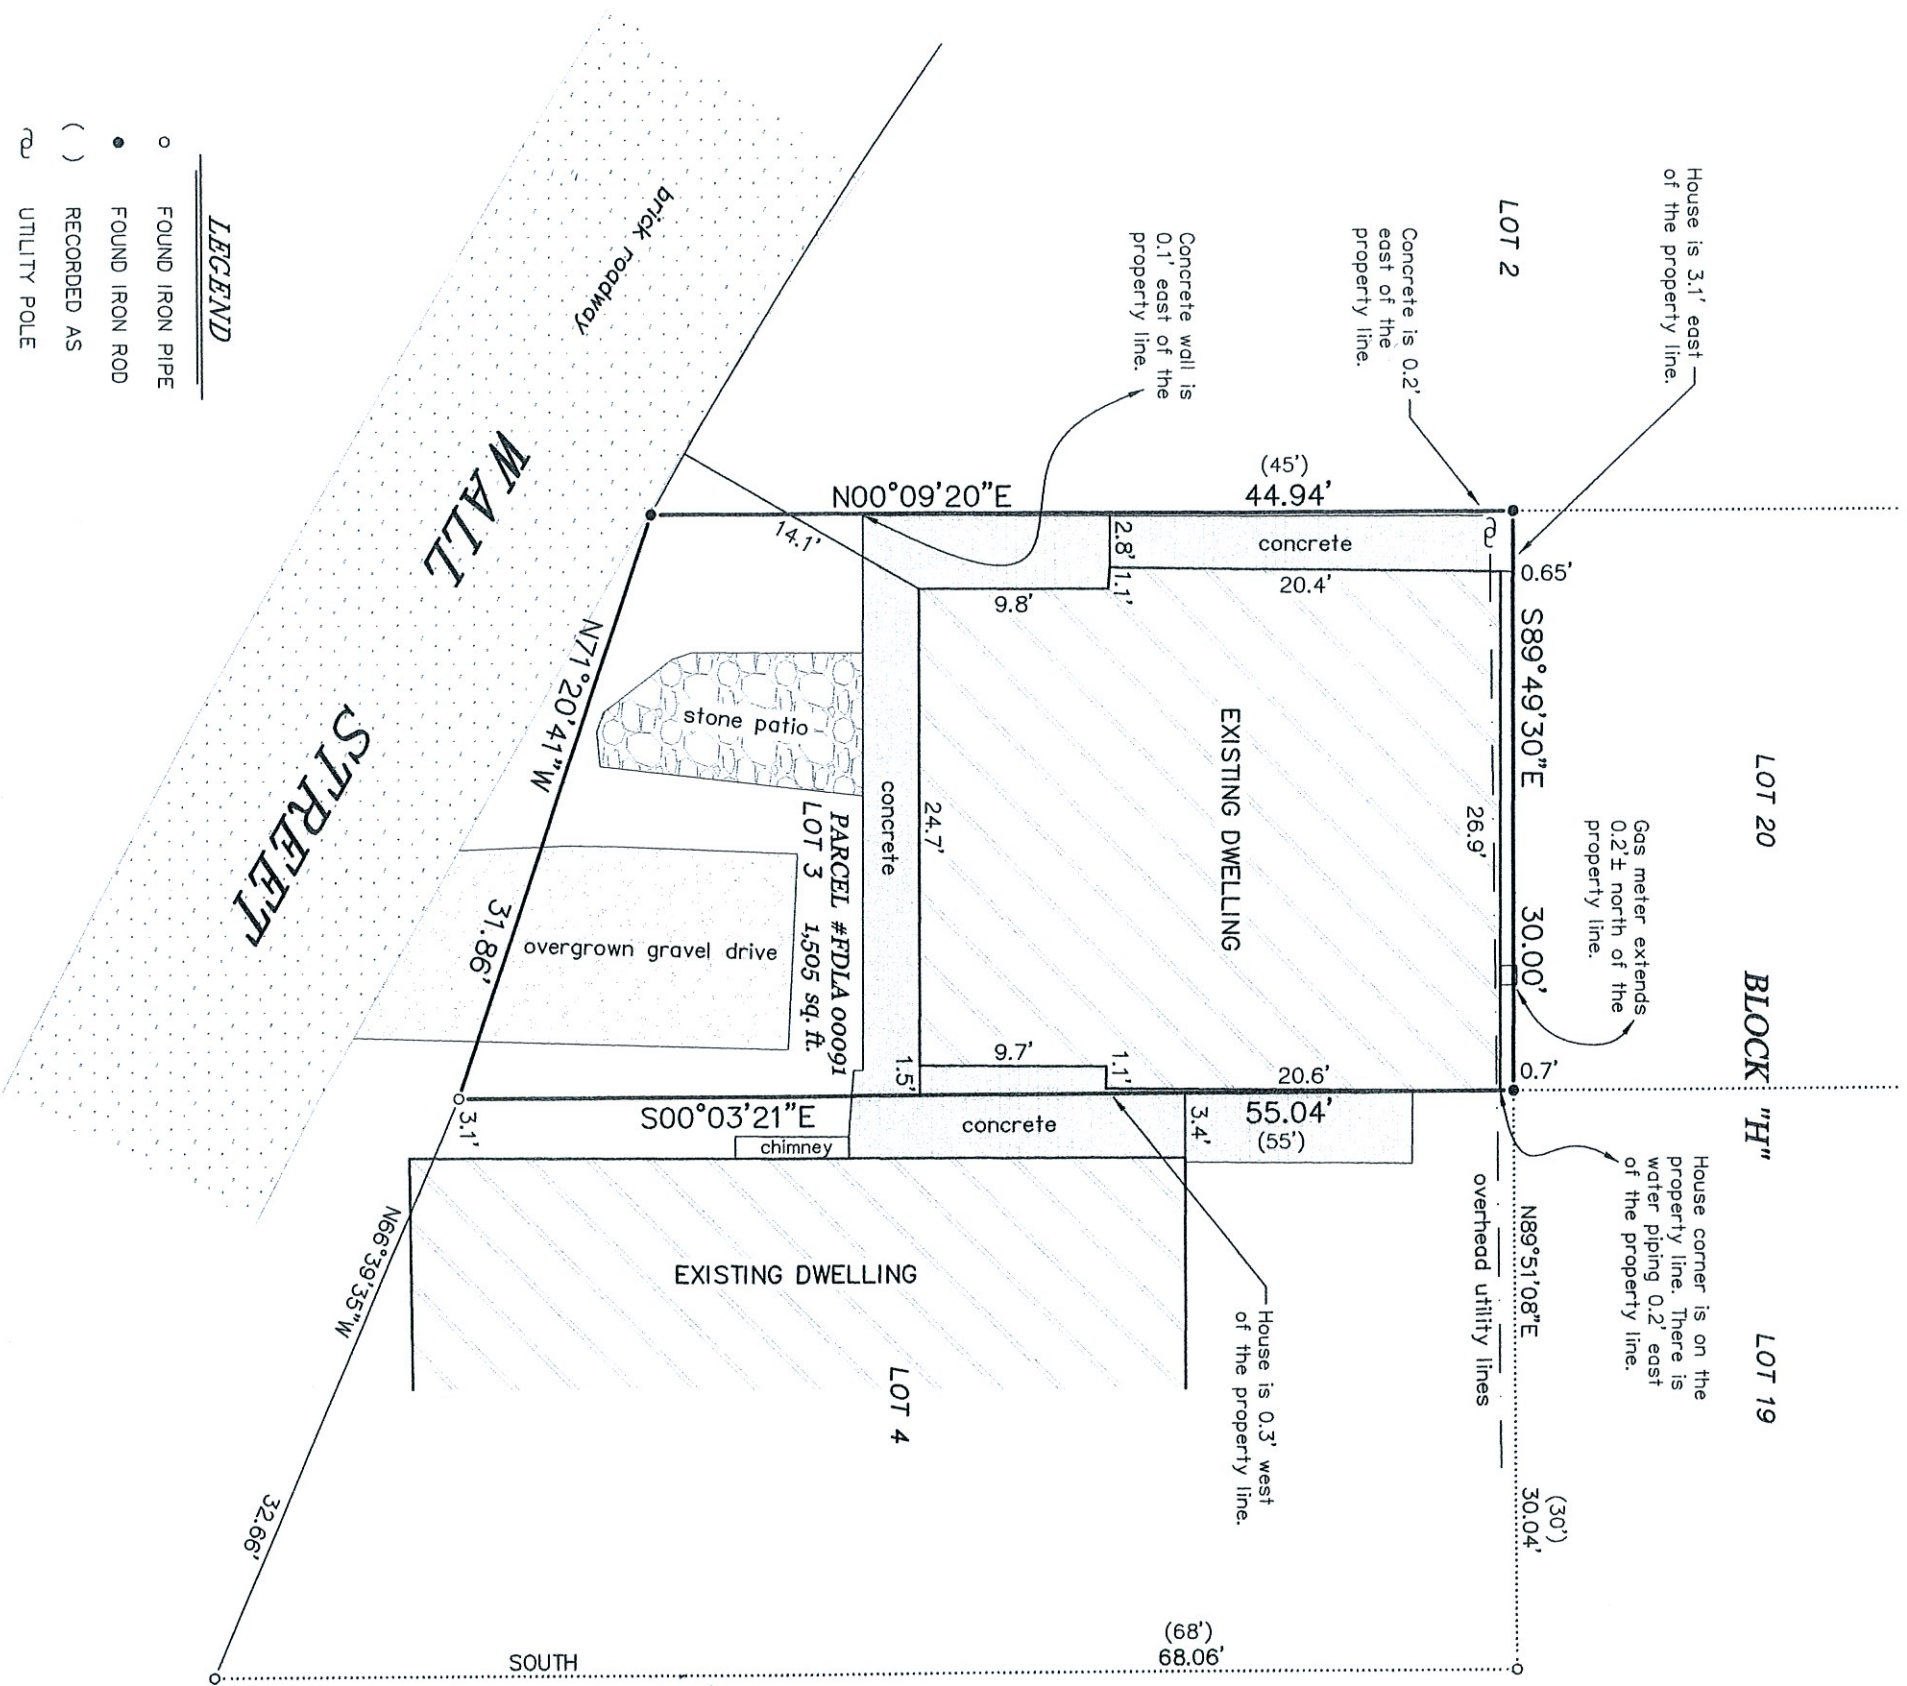 LOT 2
LOT 20
BLOCK "H"
LOT 19
House is 3.1' east
of the property line.
Concrete is 0.2'
east of the
property line.
Concrete wall is
0.1' east of the
property line.
Gas meter extends
0.2'± north of the
property line.
House corner is on the
property line. There is
water piping 0.2' east
of the property line.
House is 0.3' west
of the property line.
N00°09'20"E
(45')
44.94'
S89°49'30"E
30.00'
0.65'
0.7'
N89°51'08"E
(30')
30.04'
overhead utility lines
concrete
2.8'
1.1'
20.4'
9.8'
14.1'
26.9'
EXISTING DWELLING
24.7'
9.7'
1.1'
20.6'
1.5'
concrete
stone patio
PARCEL #FDLA 00091
LOT 3 1,505 sq. ft.
overgrown gravel drive
N71°20'41"W
31.86'
S00°03'21"E
55.04'
(55')
3.1'
3.4'
concrete
chimney
EXISTING DWELLING
LOT 4
N66°39'35"W
32.66'
SOUTH
(68')
68.06'
brick roadway
WALL
STREET
LEGEND
FOUND IRON PIPE
FOUND IRON ROD
( ) RECORDED AS
UTILITY POLE